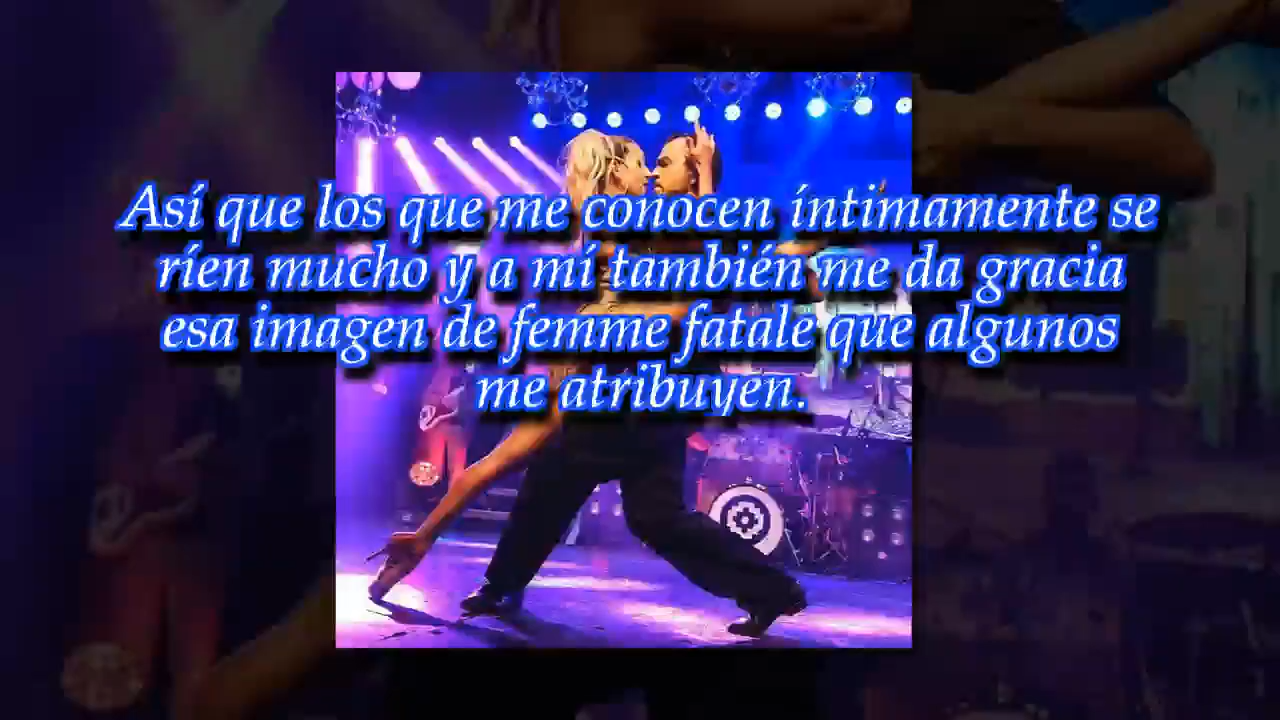 Así que los que me conocen íntimamente se
ríen mucho y a mí también me da gracia
esa imagen de femme fatale que algunos
me atribuyen.